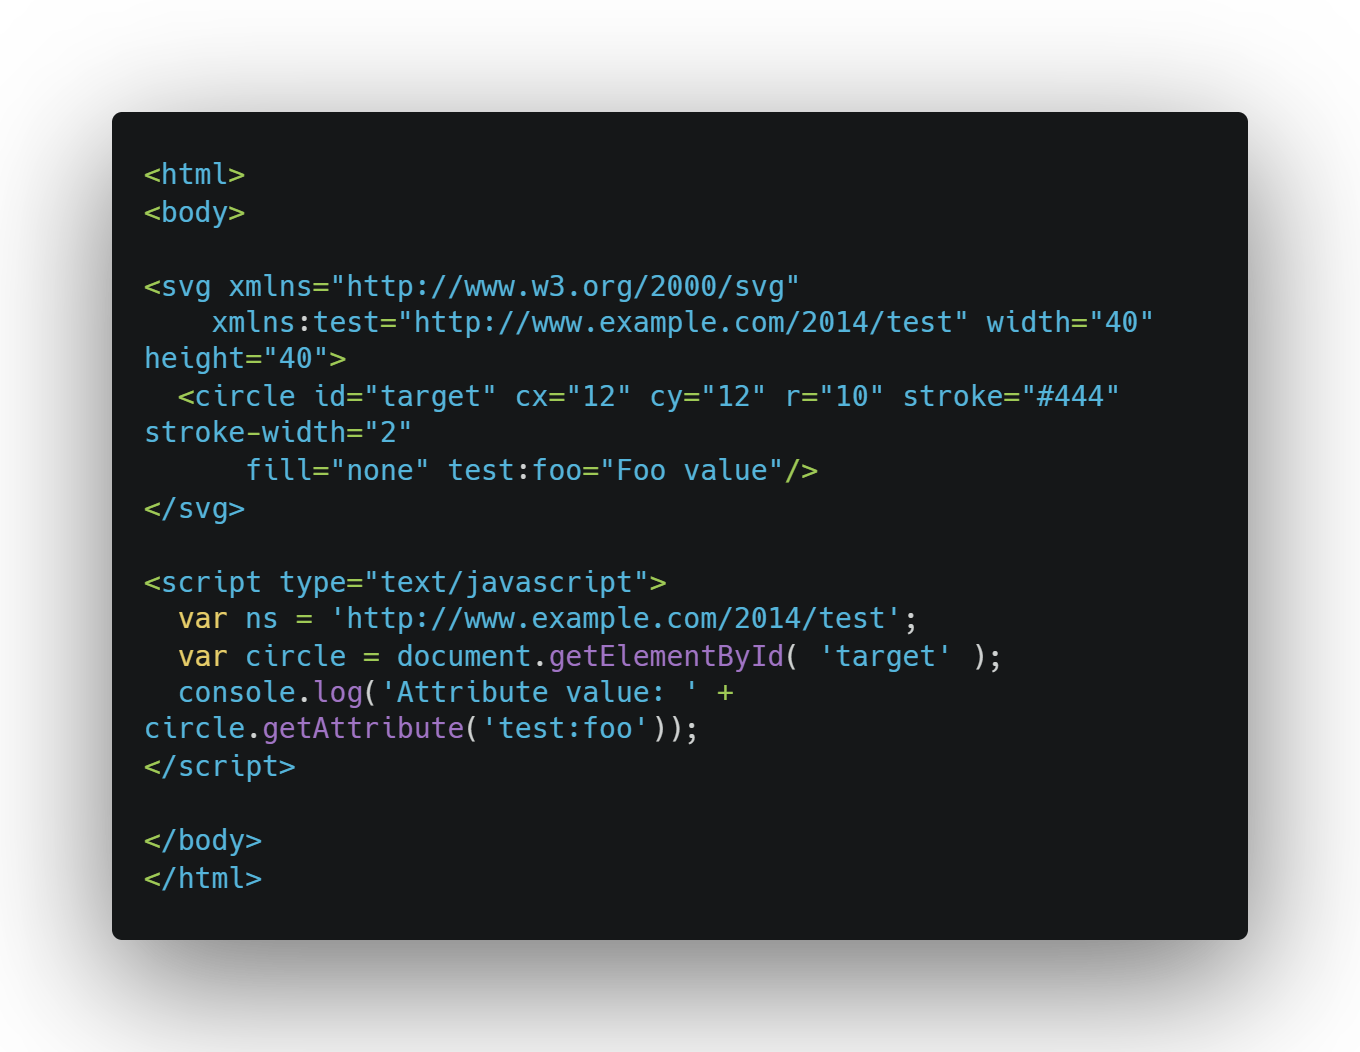 <html>
<body>

<svg xmlns="http://www.w3.org/2000/svg"
    xmlns:test="http://www.example.com/2014/test" width="40"
height="40">
  <circle id="target" cx="12" cy="12" r="10" stroke="#444"
stroke-width="2"
      fill="none" test:foo="Foo value"/>
</svg>

<script type="text/javascript">
  var ns = 'http://www.example.com/2014/test';
  var circle = document.getElementById( 'target' );
  console.log('Attribute value: ' +
circle.getAttribute('test:foo'));
</script>

</body>
</html>